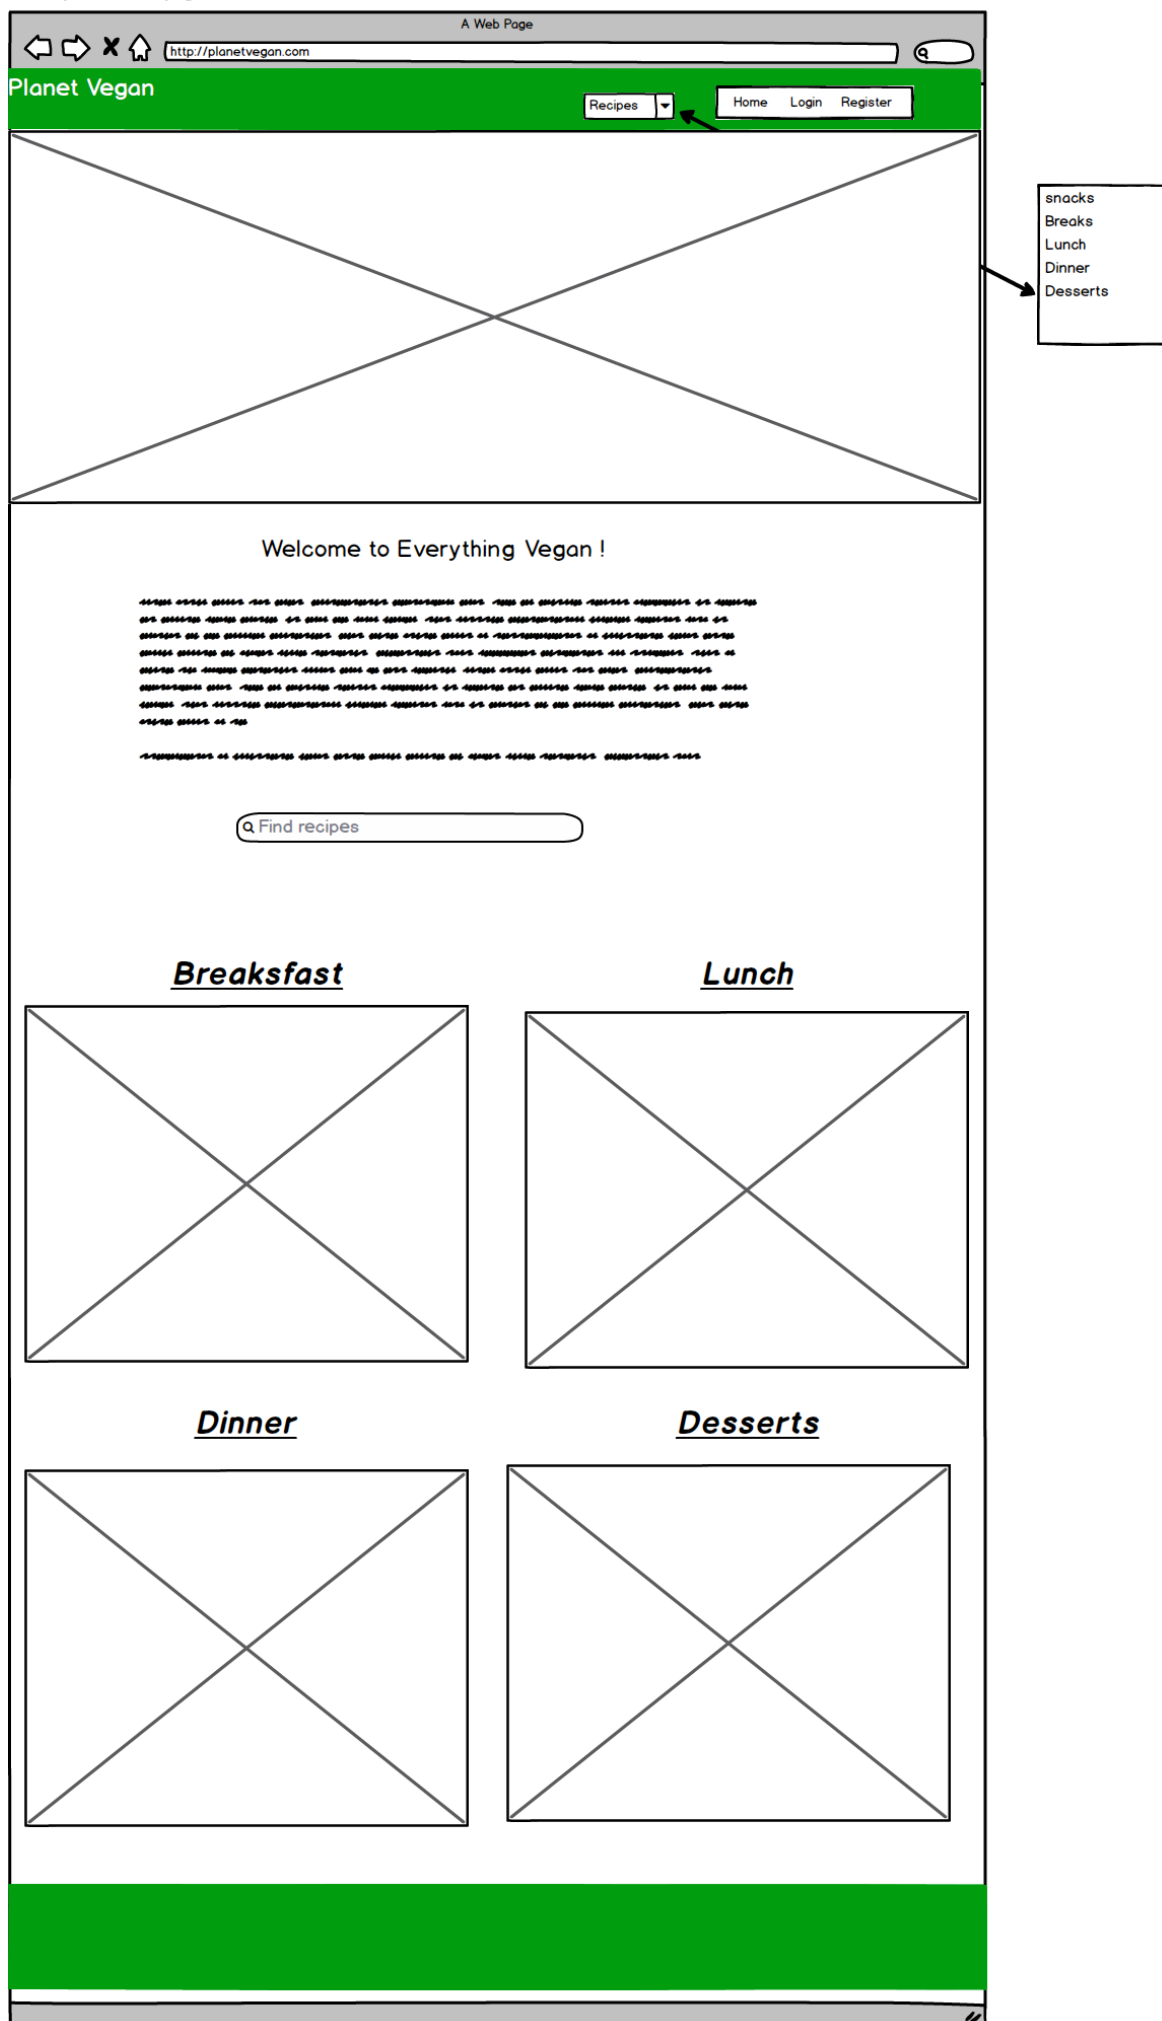 A Web Page
http://planetvegan.com
Planet Vegan
Recipes
Home Login Register
snacks
Breaks
Lunch
Dinner
Desserts
Welcome to Everything Vegan !
Find recipes
Breaksfast
Lunch
Dinner
Desserts